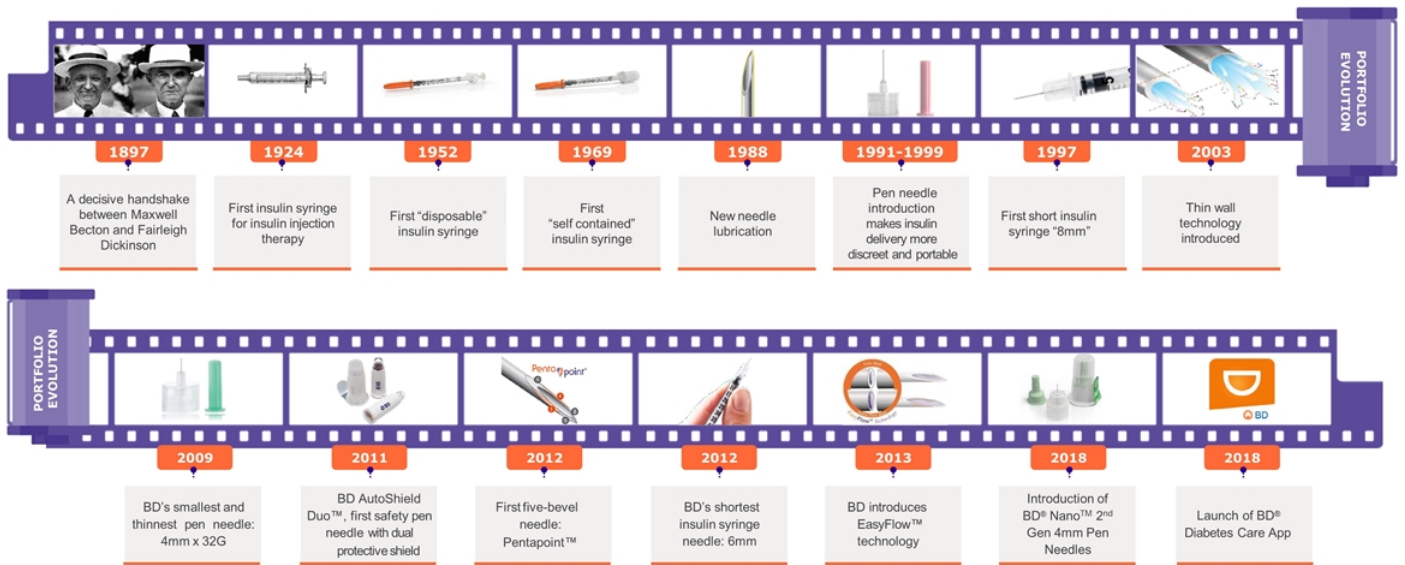 PORTFOLIO
EVOLUTION
1897
1924
1952
1969
1988
1991-1999
1997
2003
A decisive handshake
between Maxwell
Becton and Fairleigh
Dickinson
First insulin syringe
for insulin injection
therapy
First “disposable”
insulin syringe
First
“self contained”
insulin syringe
New needle
lubrication
Pen needle
introduction
makes insulin
delivery more
discreet and portable
First short insulin
syringe “8mm”
Thin wall
technology
introduced
PORTFOLIO
EVOLUTION
Penta point®
EasyFlow™ Technology
BD
2009
2011
2012
2012
2013
2018
2018
BD’s smallest and
thinnest pen needle:
4mm x 32G
BD AutoShield
Duo™, first safety pen
needle with dual
protective shield
First five-bevel
needle:
Pentapoint™
BD’s shortest
insulin syringe
needle: 6mm
BD introduces
EasyFlow™
technology
Introduction of
BD® Nano™ 2nd
Gen 4mm Pen
Needles
Launch of BD®
Diabetes Care App